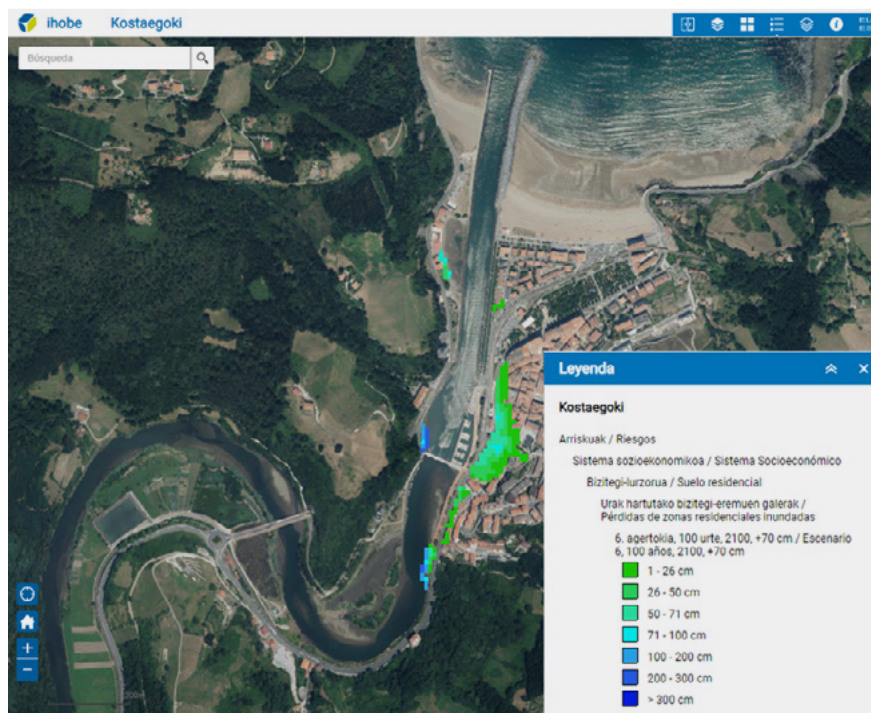 ihobe Kostaegoki
Búsqueda
Leyenda
Kostaegoki
Arriskuak / Riesgos
Sistema sozioekonomikoa / Sistema Socioeconómico
Bizitegi-lurzorua / Suelo residencial
Urak hartutako bizitegi-eremuen galerak /
Pérdidas de zonas residenciales inundadas
6. agertokia, 100 urte, 2100, +70 cm / Escenario
6, 100 años, 2100, +70 cm
1 - 26 cm
26 - 50 cm
50 - 71 cm
71 - 100 cm
100 - 200 cm
200 - 300 cm
> 300 cm